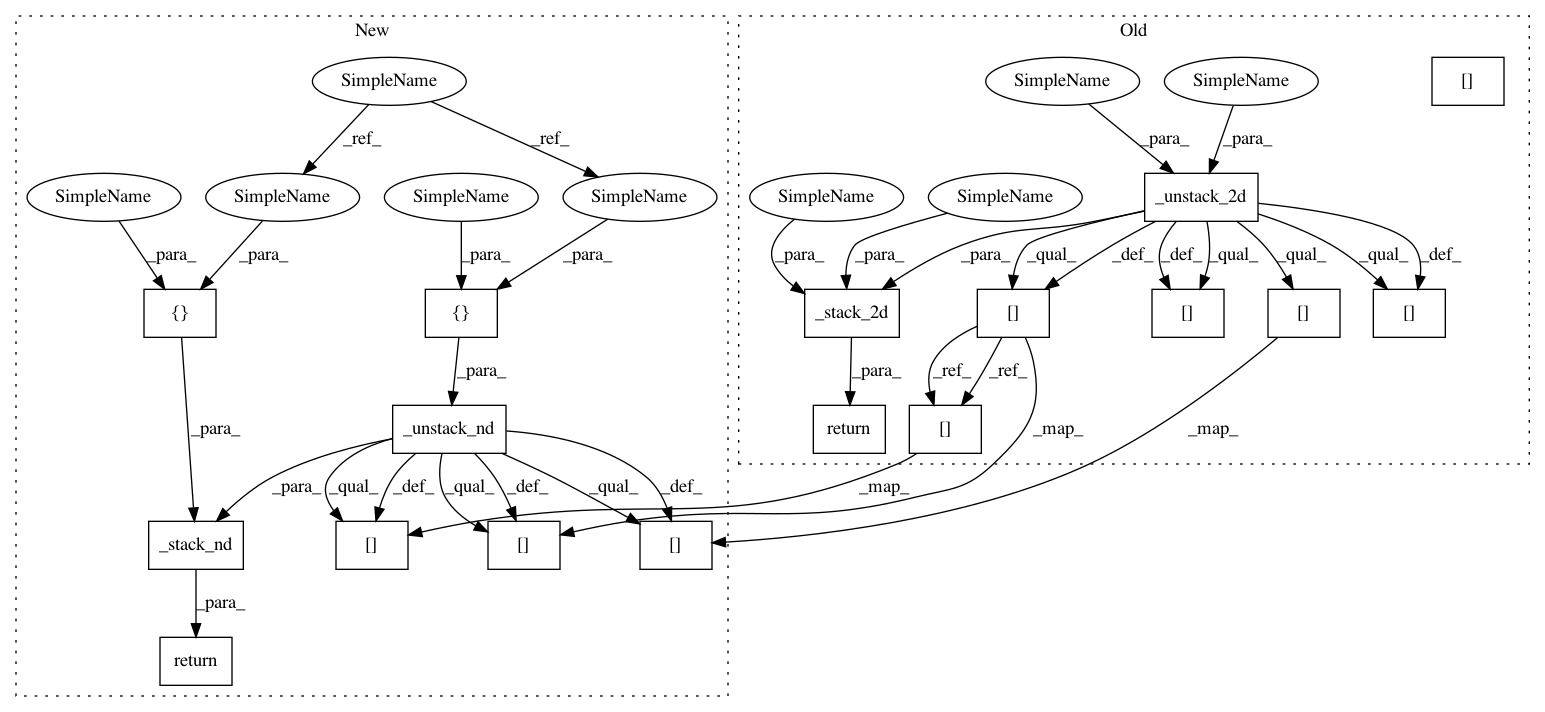 New
Old
SimpleName
SimpleName
SimpleName
[]
_ref_
_ref_
_para_
_para_
SimpleName
SimpleName
SimpleName
SimpleName
SimpleName
SimpleName
_unstack_2d
_para_
_para_
_para_
_para_
_para_
_para_
_para_
_qual_
_def_
_def_
_qual_
_qual_
_qual_
_def_
{}
{}
_stack_2d
[]
[]
[]
[]
_para_
_para_
_ref_
_ref_
_para_
_unstack_nd
return
[]
_map_
_map_
_para_
_qual_
_def_
_qual_
_def_
_qual_
_def_
_map_
_stack_nd
[]
[]
[]
_para_
return